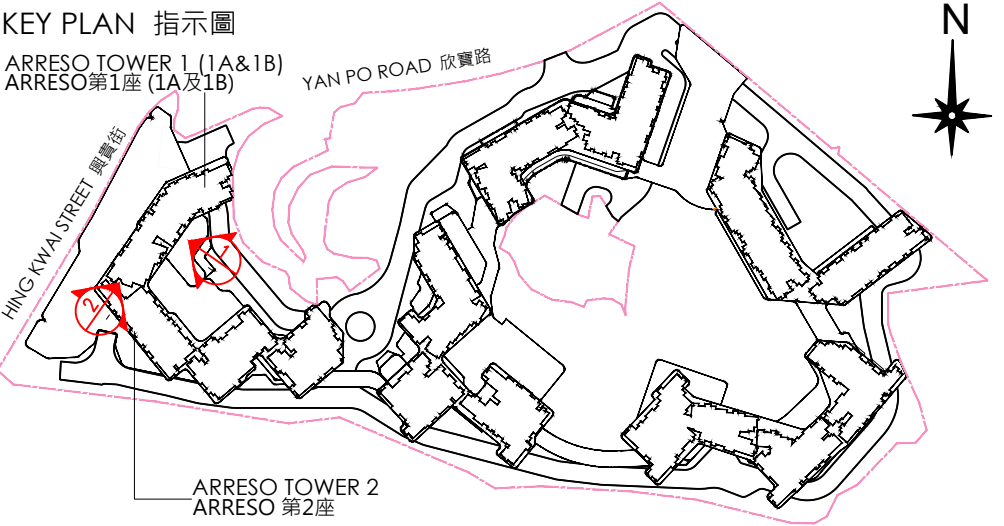 KEY PLAN 指示圖
ARRESO TOWER 1 (1A&1B)
ARRESO第1座 (1A及1B)
YAN PO ROAD 欣寶路
N
HING KWAI STREET 興貴街
1
2
ARRESO TOWER 2
ARRESO 第2座